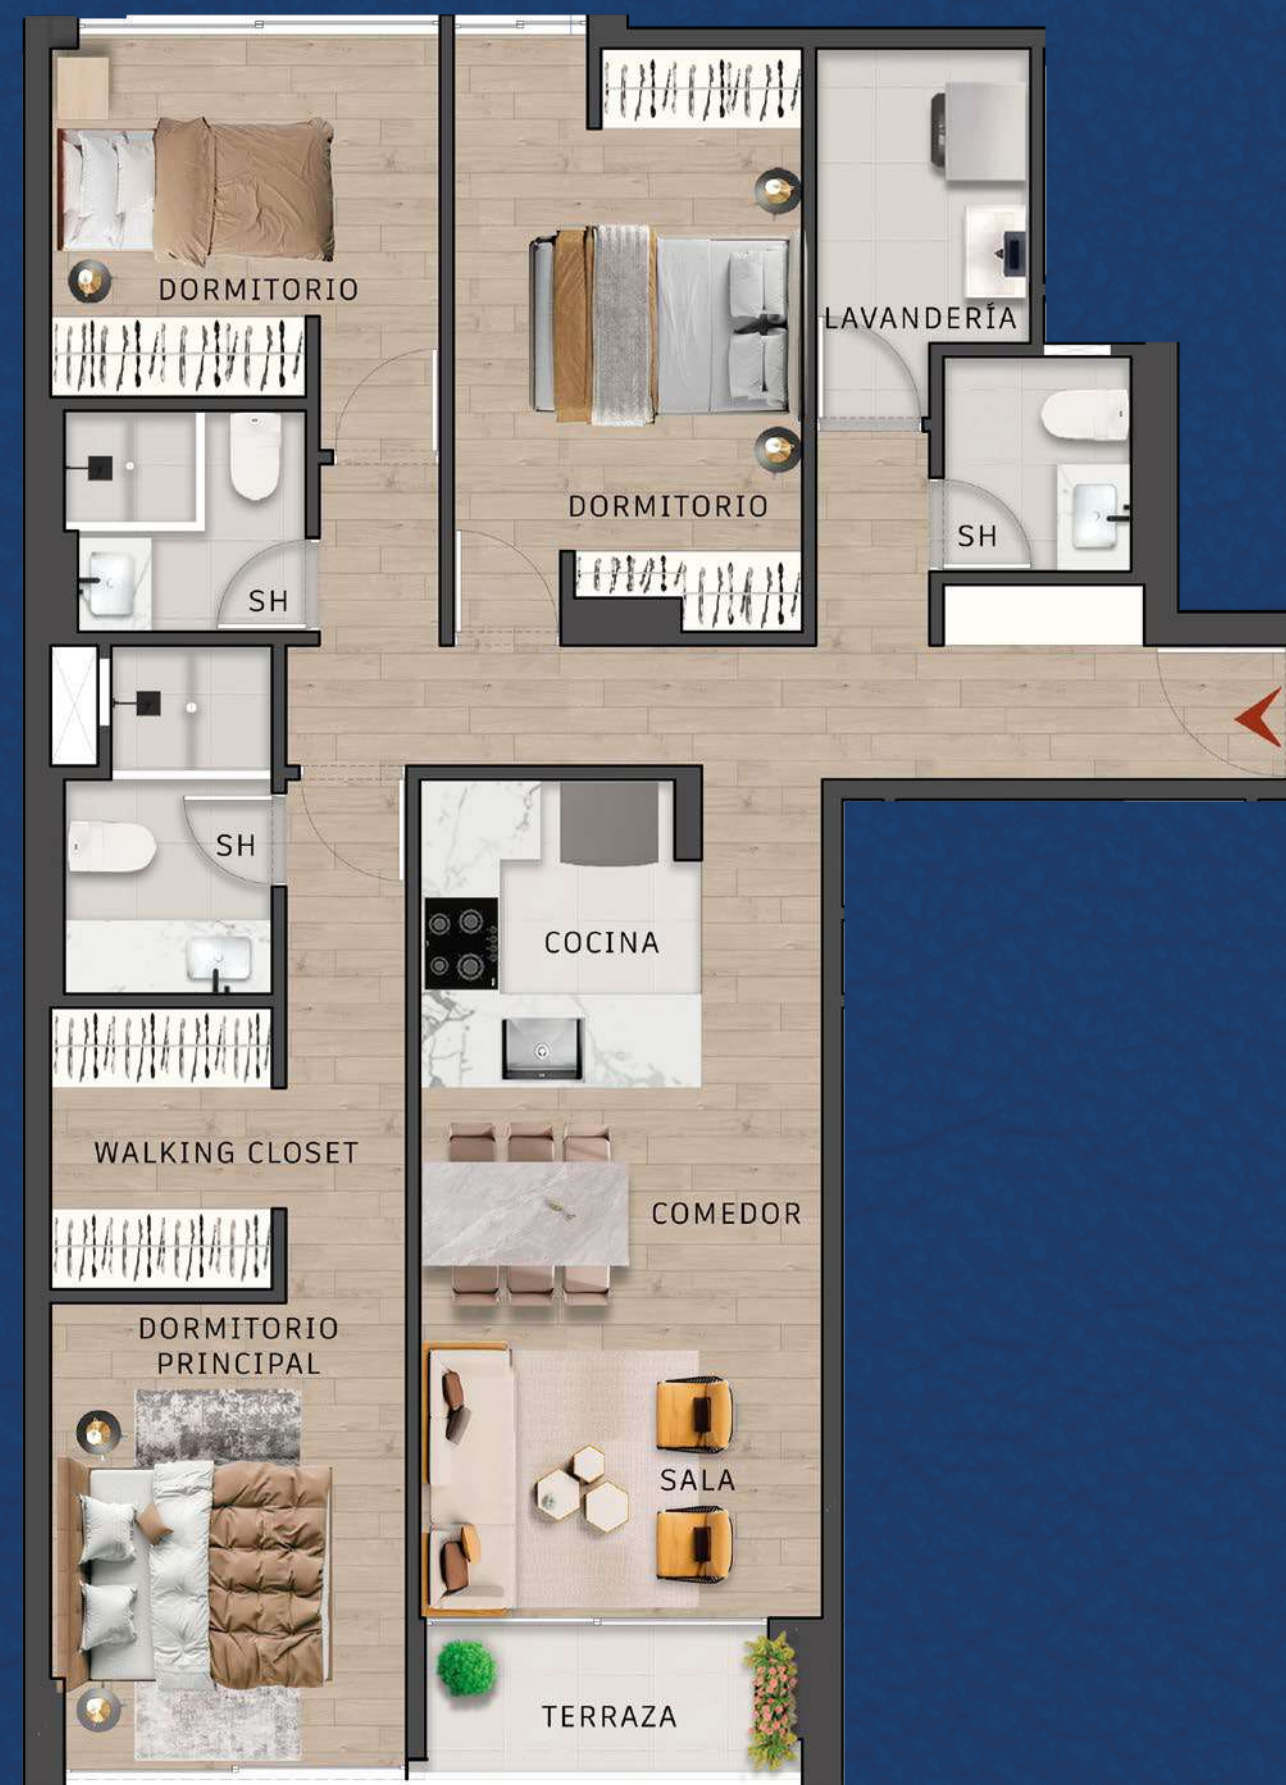 DORMITORIO
LAVANDERÍA
DORMITORIO
SH
SH
SH
COCINA
WALKING CLOSET
COMEDOR
DORMITORIO
PRINCIPAL
SALA
TERRAZA